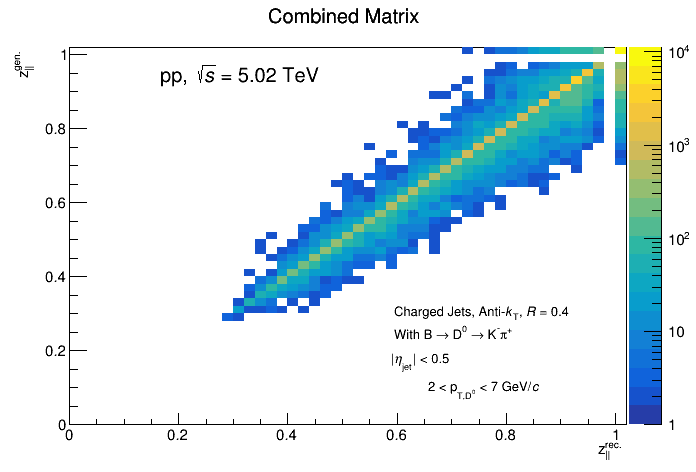 Combined Matrix
z∥^gen.
pp, √s = 5.02 TeV
1
0.8
0.6
0.4
0.2
0
0 0.2 0.4 0.6 0.8 1
z∥^rec.
Charged Jets, Anti-k_T, R = 0.4
With B → D^0 → K^-π^+
|η_jet| < 0.5
2 < p_T,D^0 < 7 GeV/c
10^4
10^3
10^2
10
1